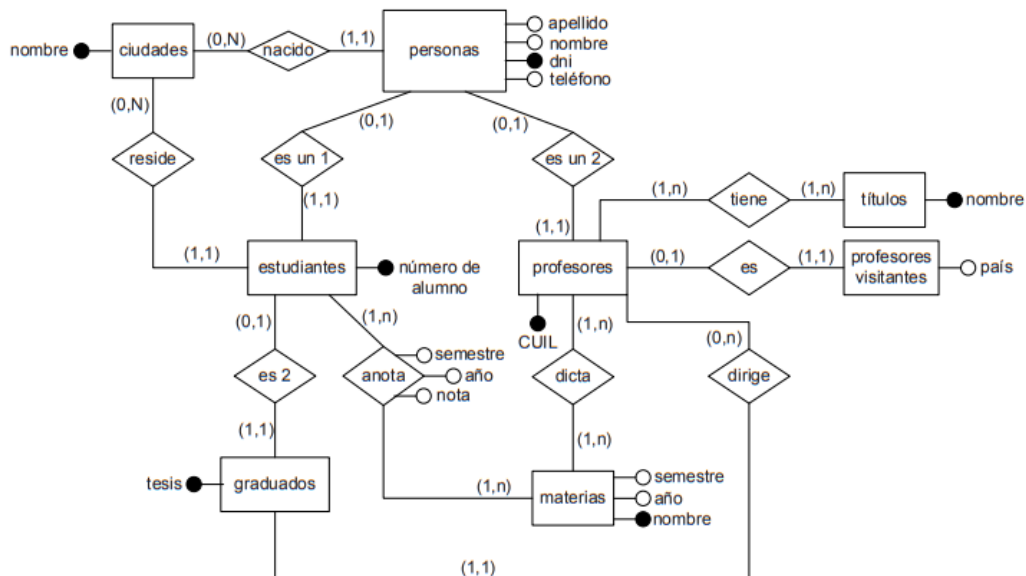 apellido
nombre ciudades (0,N) nacido (1,1) personas nombre
dni
teléfono
(0,N) (0,1) (0,1)
reside es un 1 es un 2
(1,1) (1,n) tiene (1,n) títulos nombre
(1,1)
(1,1) estudiantes número de
alumno
profesores (0,1) es (1,1) profesores
visitantes
país
(0,1) (1,n) CUIL (1,n) (0,n)
semestre
es 2 anota año dicta dirige
nota
(1,1) (1,n)
tesis graduados (1,n) materias semestre
año
nombre
(1,1)